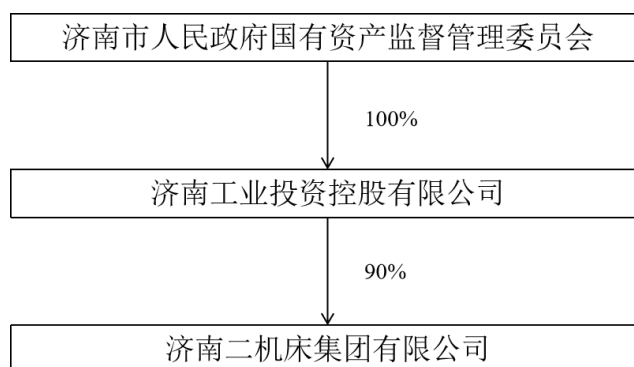 济南市人民政府国有资产监督管理委员会
100%
济南工业投资控股有限公司
90%
济南二机床集团有限公司